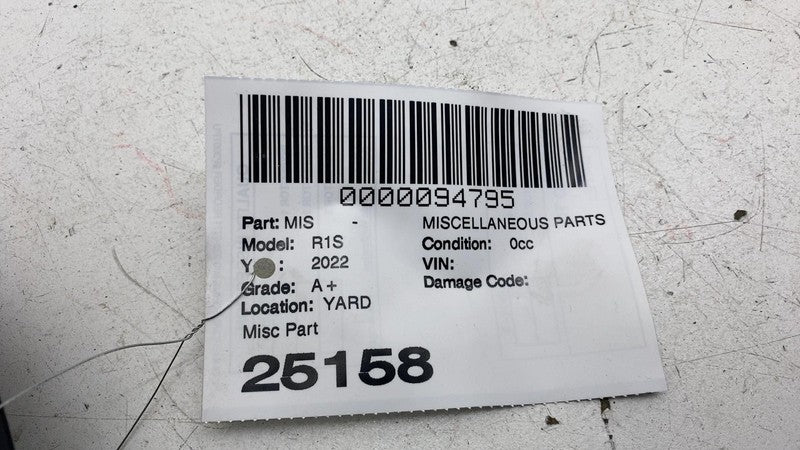 0000094795
Part: MIS - MISCELLANEOUS PARTS
Model: R1S Condition: 0cc
Y : 2022 VIN:
Grade: A+ Damage Code:
Location: YARD
Misc Part
25158